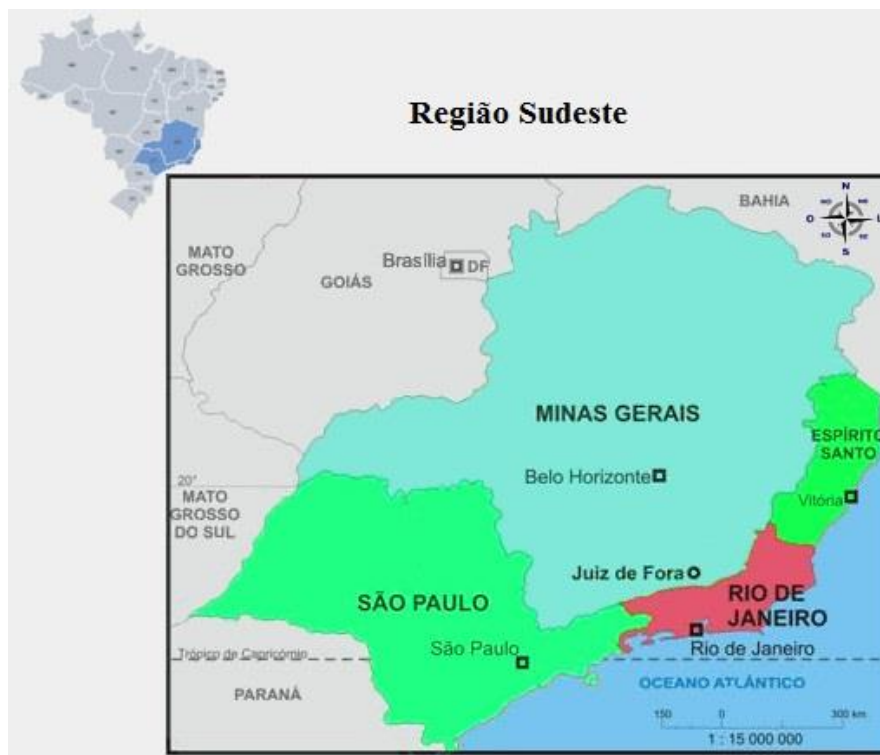 Região Sudeste
BAHIA
N
O
L
S
MATO
GROSSO
Brasília
DF
GOIÁS
MINAS GERAIS
ESPÍRITO
SANTO
Belo Horizonte
20°
MATO
GROSSO
DO SUL
Vitória
Juiz de Fora
SÃO PAULO
RIO DE
JANEIRO
São Paulo
Rio de Janeiro
Trópico de Capricórnio
PARANÁ
OCEANO ATLÂNTICO
150 0 300 km
1 : 15 000 000